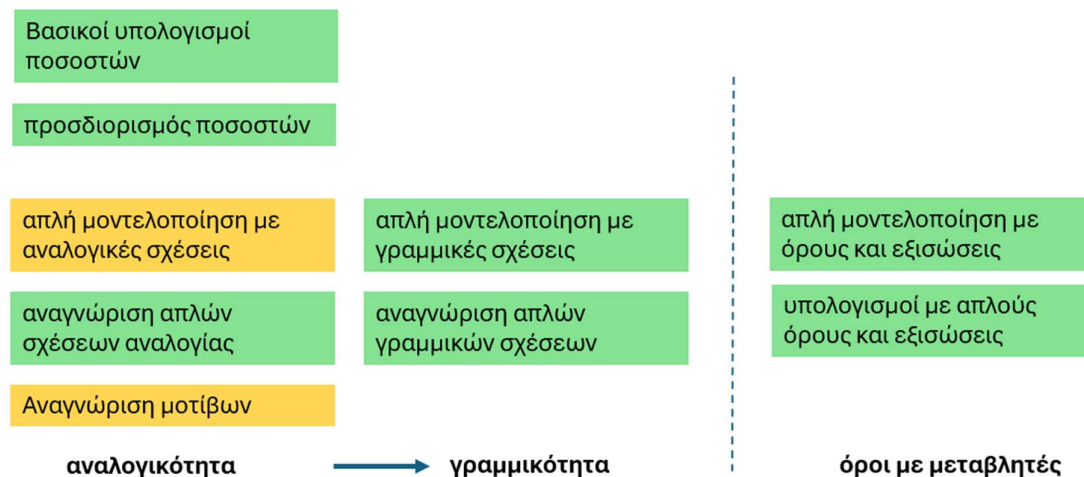 Βασικοί υπολογισμοί
ποσοστών
προσδιορισμός ποσοστών
απλή μοντελοποίηση με
αναλογικές σχέσεις
αναγνώριση απλών
σχέσεων αναλογίας
Αναγνώριση μοτίβων
αναλογικότητα
απλή μοντελοποίηση με
γραμμικές σχέσεις
αναγνώριση απλών
γραμμικών σχέσεων
γραμμικότητα
απλή μοντελοποίηση με
όρους και εξισώσεις
υπολογισμοί με απλούς
όρους και εξισώσεις
όροι με μεταβλητές